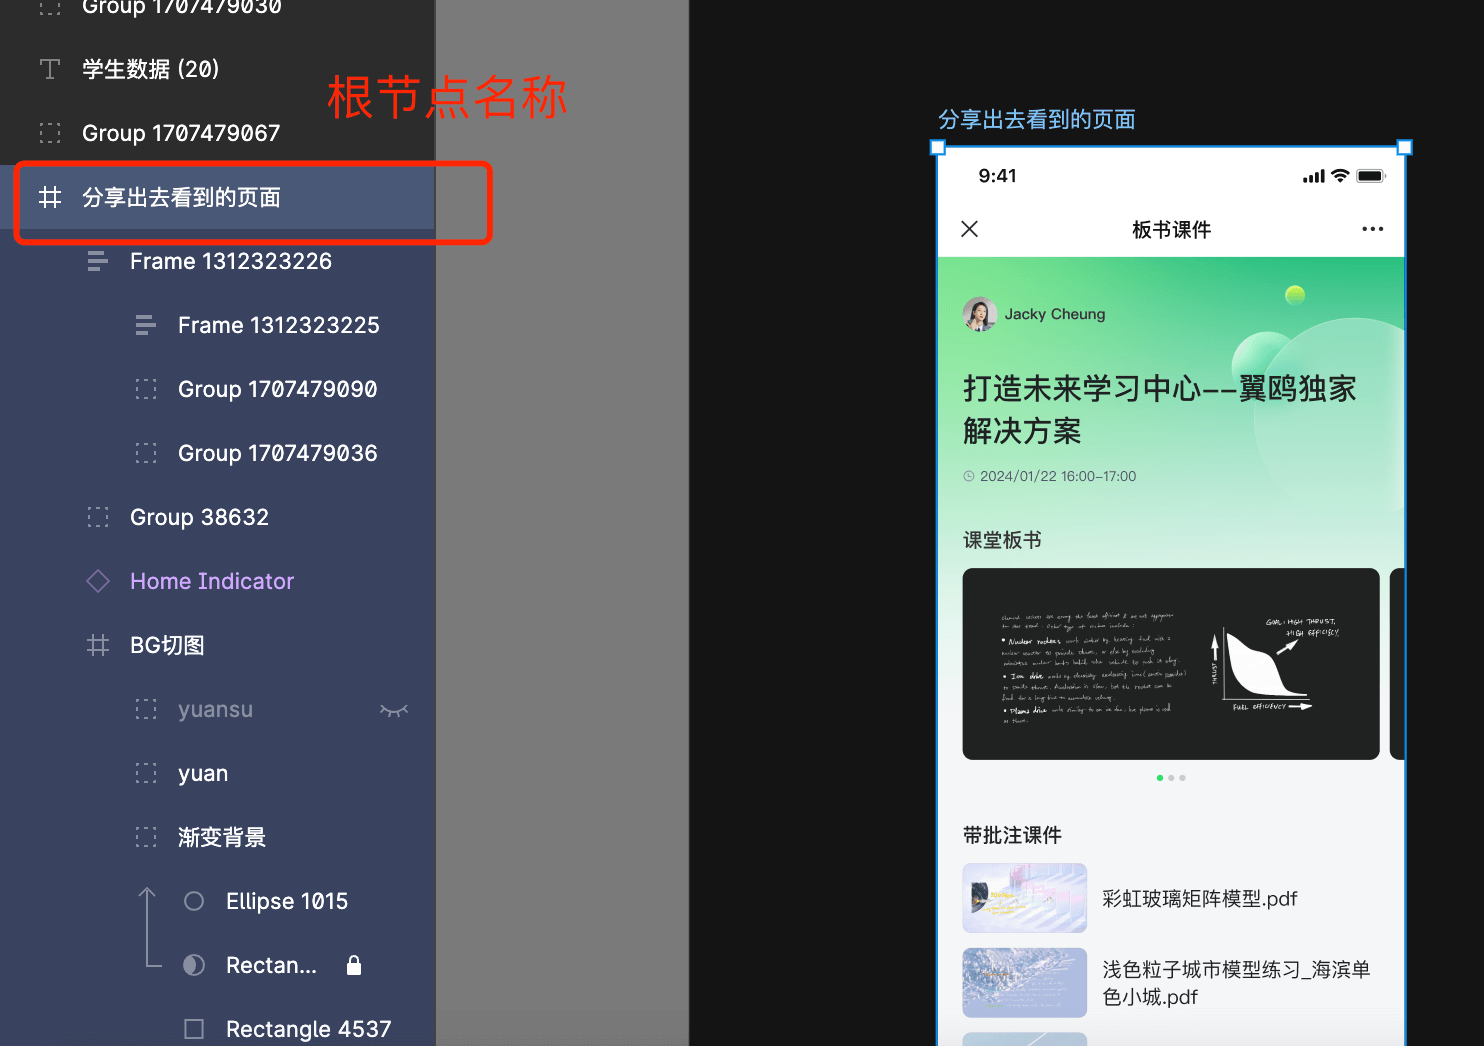 Group 1707479030
学生数据 (20)
根节点名称
Group 1707479067
分享出去看到的页面
Frame 1312323226
Frame 1312323225
Group 1707479090
Group 1707479036
Group 38632
Home Indicator
BG切图
yuansu
yuan
渐变背景
Ellipse 1015
Rectan...
Rectangle 4537
分享出去看到的页面
9:41
板书课件
Jacky Cheung
打造未来学习中心--翼鸥独家
解决方案
2024/01/22 16:00-17:00
课堂板书
GOAL: HIGH THRUST,
HIGH EFFICIECY
THRUST
FUEL EFFICIENCY
带批注课件
彩虹玻璃矩阵模型.pdf
浅色粒子城市模型练习_海滨单
色小城.pdf